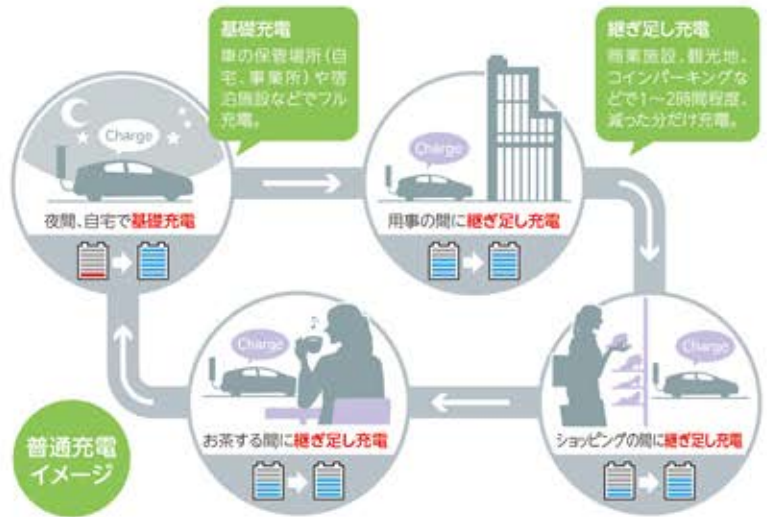 基礎充電
車の保管場所(自
宅、事業所)や宿
泊施設などでフル
充電。
継ぎ足し充電
商業施設、観光地、
コインパーキングな
どで1～2時間程度、
減った分だけ充電。
Charge
夜間、自宅で基礎充電
Charge
用事の間に継ぎ足し充電
Charge
お茶する間に継ぎ足し充電
Charge
ショッピングの間に継ぎ足し充電
普通充電
イメージ